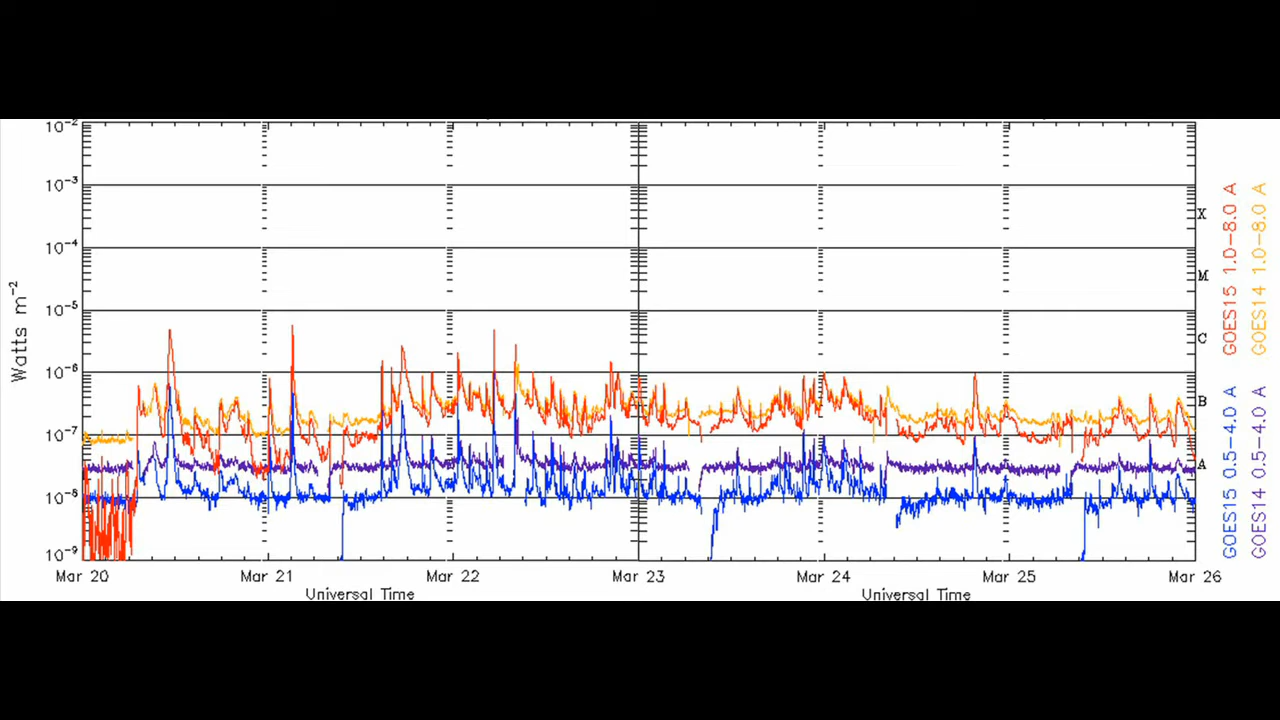 10⁻²
10⁻³
10⁻⁴
10⁻⁵
10⁻⁶
10⁻⁷
10⁻⁸
10⁻⁹
Watts m⁻²
X
M
C
B
A
GOES15 1.0-8.0 A
GOES14 1.0-8.0 A
GOES15 0.5-4.0 A
GOES14 0.5-4.0 A
Mar 20 Mar 21 Mar 22 Mar 23 Mar 24 Mar 25 Mar 26
Universal Time Universal Time